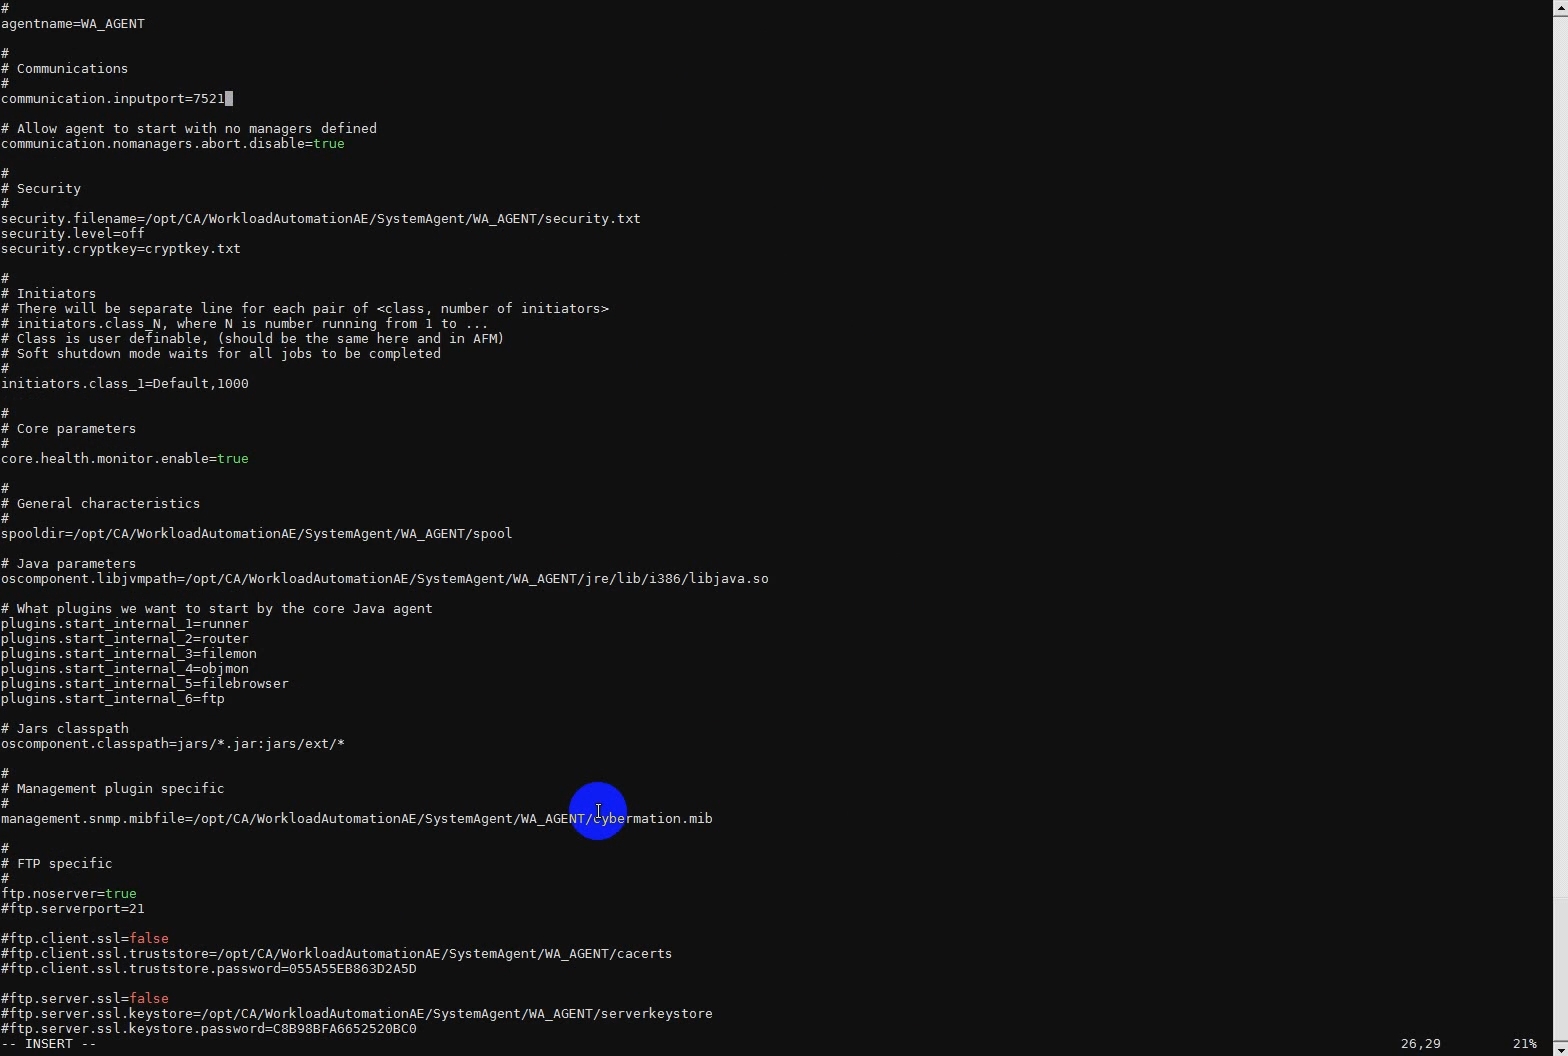 #
agentname=WA_AGENT
#
# Communications
#
communication.inputport=7521
# Allow agent to start with no managers defined
communication.nomanagers.abort.disable=true
#
# Security
#
security.filename=/opt/CA/WorkloadAutomationAE/SystemAgent/WA_AGENT/security.txt
security.level=off
security.cryptkey=cryptkey.txt
#
# Initiators
# There will be separate line for each pair of <class, number of initiators>
# initiators.class_N, where N is number running from 1 to ...
# Class is user definable, (should be the same here and in AFM)
# Soft shutdown mode waits for all jobs to be completed
#
initiators.class_1=Default,1000
#
# Core parameters
#
core.health.monitor.enable=true
#
# General characteristics
#
spooldir=/opt/CA/WorkloadAutomationAE/SystemAgent/WA_AGENT/spool
# Java parameters
oscomponent.libjvmpath=/opt/CA/WorkloadAutomationAE/SystemAgent/WA_AGENT/jre/lib/i386/libjava.so
# What plugins we want to start by the core Java agent
plugins.start_internal_1=runner
plugins.start_internal_2=router
plugins.start_internal_3=filemon
plugins.start_internal_4=objmon
plugins.start_internal_5=filebrowser
plugins.start_internal_6=ftp
# Jars classpath
oscomponent.classpath=jars/*.jar:jars/ext/*
#
# Management plugin specific
#
management.snmp.mibfile=/opt/CA/WorkloadAutomationAE/SystemAgent/WA_AGENT/cybermation.mib
#
# FTP specific
#
ftp.noserver=true
#ftp.serverport=21
#ftp.client.ssl=false
#ftp.client.ssl.truststore=/opt/CA/WorkloadAutomationAE/SystemAgent/WA_AGENT/cacerts
#ftp.client.ssl.truststore.password=055A55EB863D2A5D
#ftp.server.ssl=false
#ftp.server.ssl.keystore=/opt/CA/WorkloadAutomationAE/SystemAgent/WA_AGENT/serverkeystore
#ftp.server.ssl.keystore.password=C8B98BFA6652520BC0
-- INSERT -- 26,29 21%